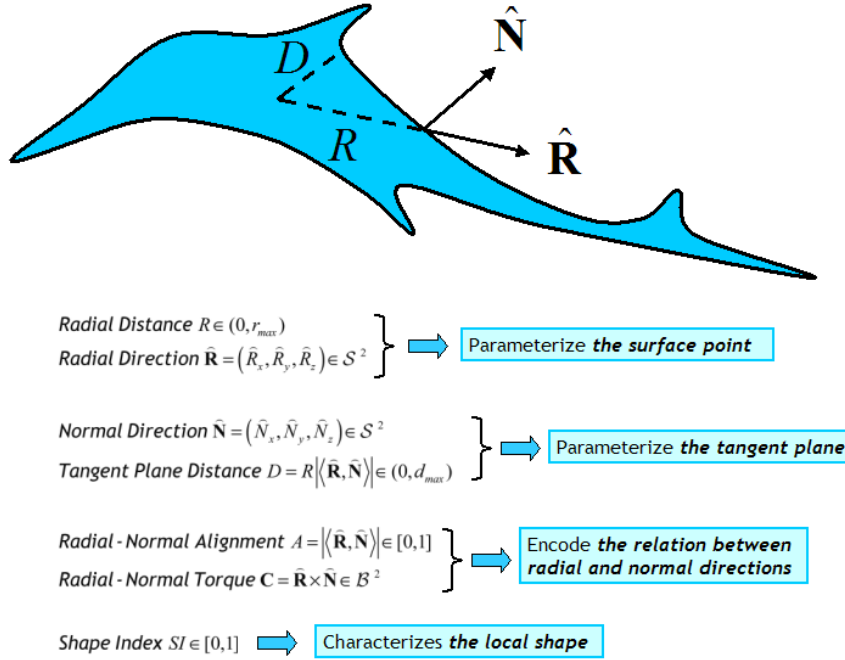 D
N̂
R
R̂
Radial Distance R ∈ (0, r_max)
Radial Direction R̂ = (R̂_x, R̂_y, R̂_z) ∈ S²
Parameterize the surface point
Normal Direction N̂ = (N̂_x, N̂_y, N̂_z) ∈ S²
Tangent Plane Distance D = R|⟨R̂, N̂⟩| ∈ (0, d_max)
Parameterize the tangent plane
Radial - Normal Alignment A = |⟨R̂, N̂⟩| ∈ [0,1]
Radial - Normal Torque C = R̂ × N̂ ∈ B²
Encode the relation between
radial and normal directions
Shape Index SI ∈ [0,1]
Characterizes the local shape